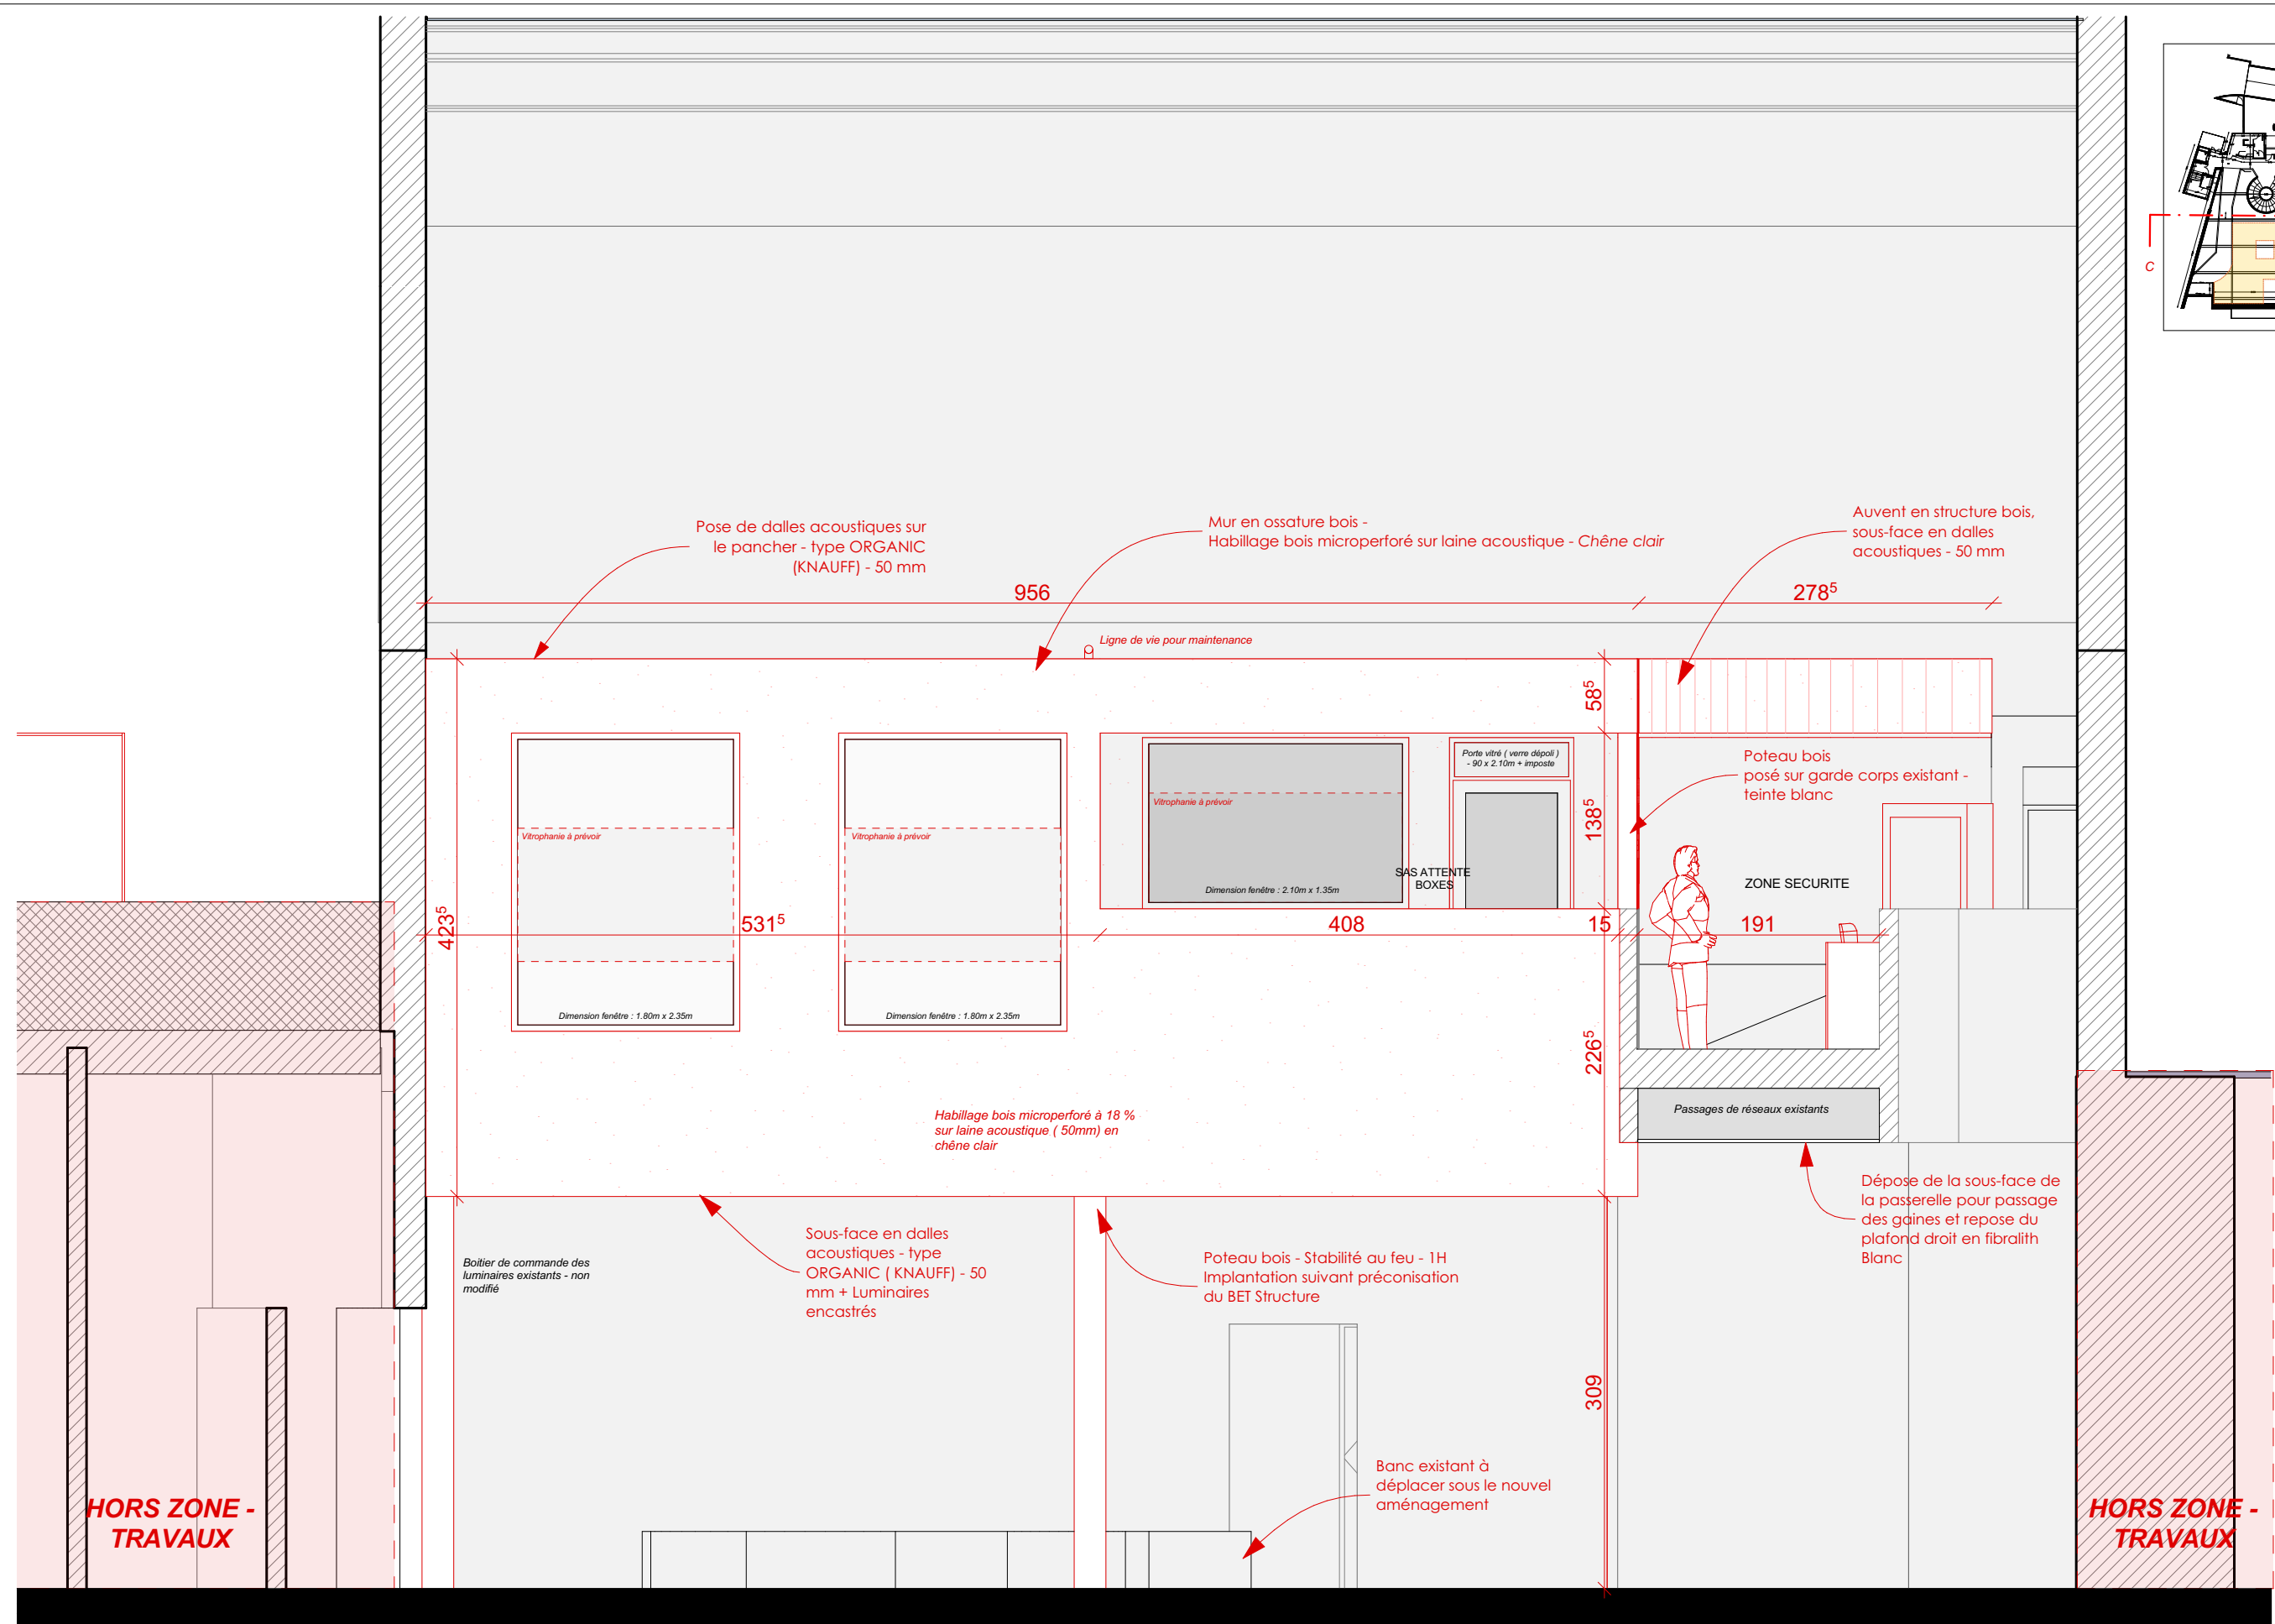 C
Pose de dalles acoustiques sur
le pancher - type ORGANIC
(KNAUFF) - 50 mm
Mur en ossature bois -
Habillage bois microperforé sur laine acoustique - Chêne clair
Auvent en structure bois,
sous-face en dalles
acoustiques - 50 mm
956
278⁵
Ligne de vie pour maintenance
58⁵
Porte vitré ( verre dépoli )
- 90 x 2.10m + imposte
Poteau bois
posé sur garde corps existant -
teinte blanc
Vitrophanie à prévoir
Vitrophanie à prévoir
Vitrophanie à prévoir
138⁵
SAS ATTENTE
BOXES
ZONE SECURITE
Dimension fenêtre : 2.10m x 1.35m
423⁵
531⁵
408
15
191
Dimension fenêtre : 1.80m x 2.35m
Dimension fenêtre : 1.80m x 2.35m
226⁵
Passages de réseaux existants
Habillage bois microperforé à 18 %
sur laine acoustique ( 50mm) en
chêne clair
Dépose de la sous-face de
la passerelle pour passage
des gaines et repose du
plafond droit en fibralith
Blanc
Boitier de commande des
luminaires existants - non
modifié
Sous-face en dalles
acoustiques - type
ORGANIC ( KNAUFF) - 50
mm + Luminaires
encastrés
Poteau bois - Stabilité au feu - 1H
Implantation suivant préconisation
du BET Structure
309
Banc existant à
déplacer sous le nouvel
aménagement
HORS ZONE -
TRAVAUX
HORS ZONE -
TRAVAUX